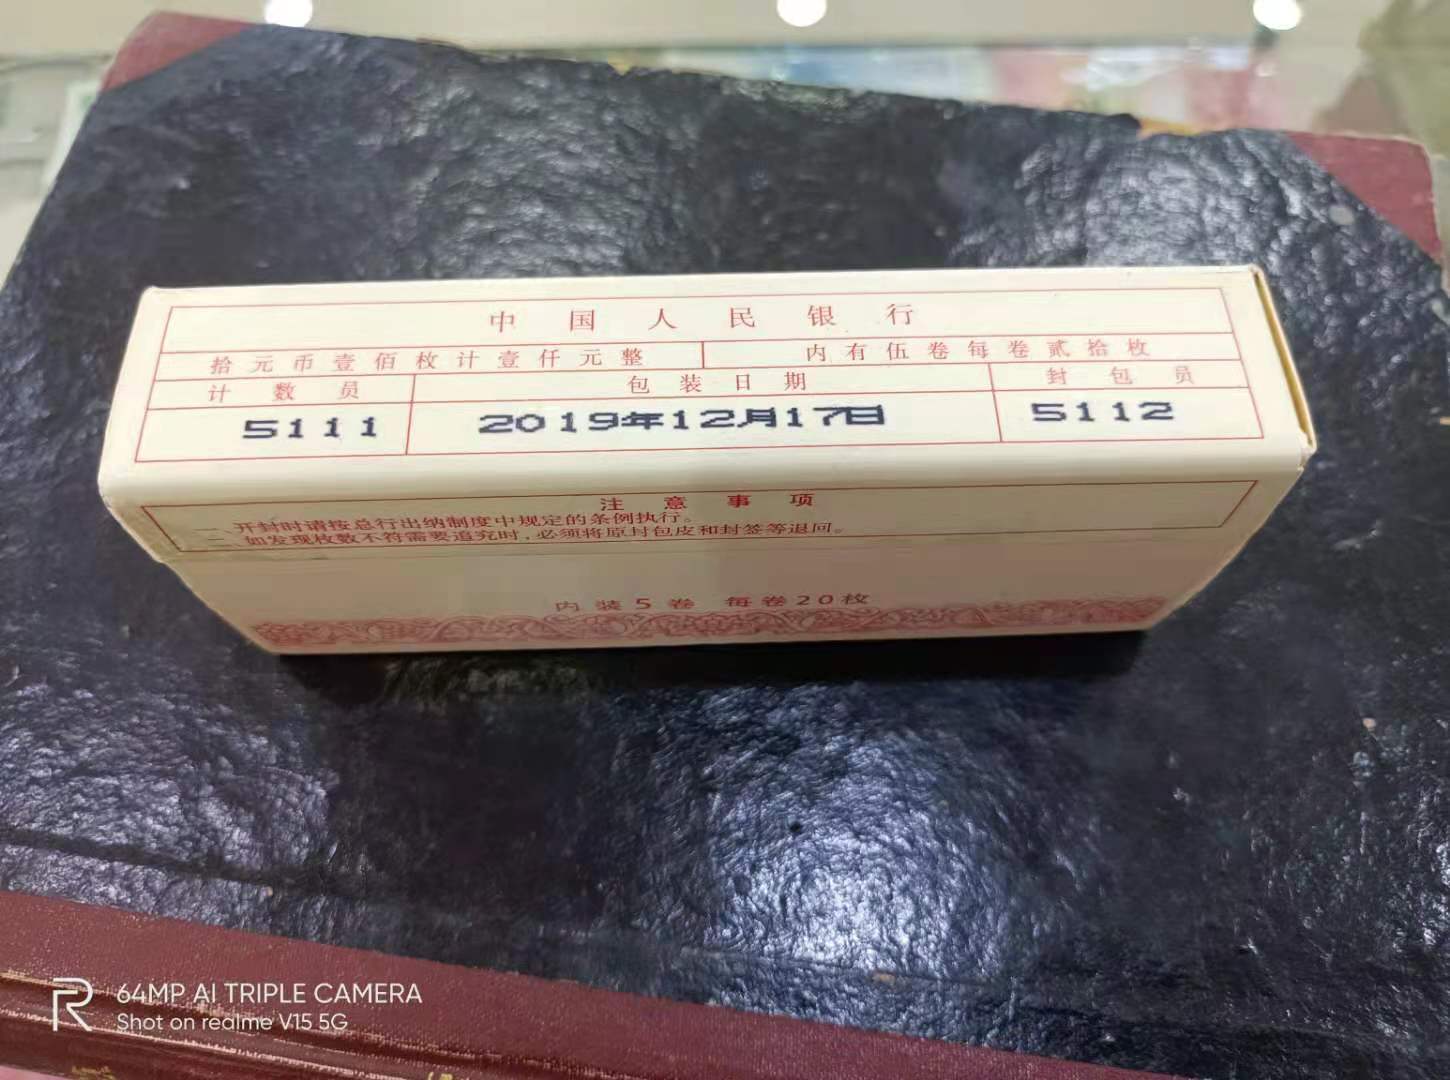 中国人民银行
拾元币壹佰枚计壹仟元整 内有伍卷每卷贰拾枚
计数员 包装日期 封包员
5111 2019年12月17日 5112
注意事项
一、开封时请按总行出纳制度中规定的条例执行。
二、如发现枚数不符需要追究时，必须将原封包皮和封签等退回。
内装5卷 每卷20枚
64MP AI TRIPLE CAMERA
Shot on realme V15 5G